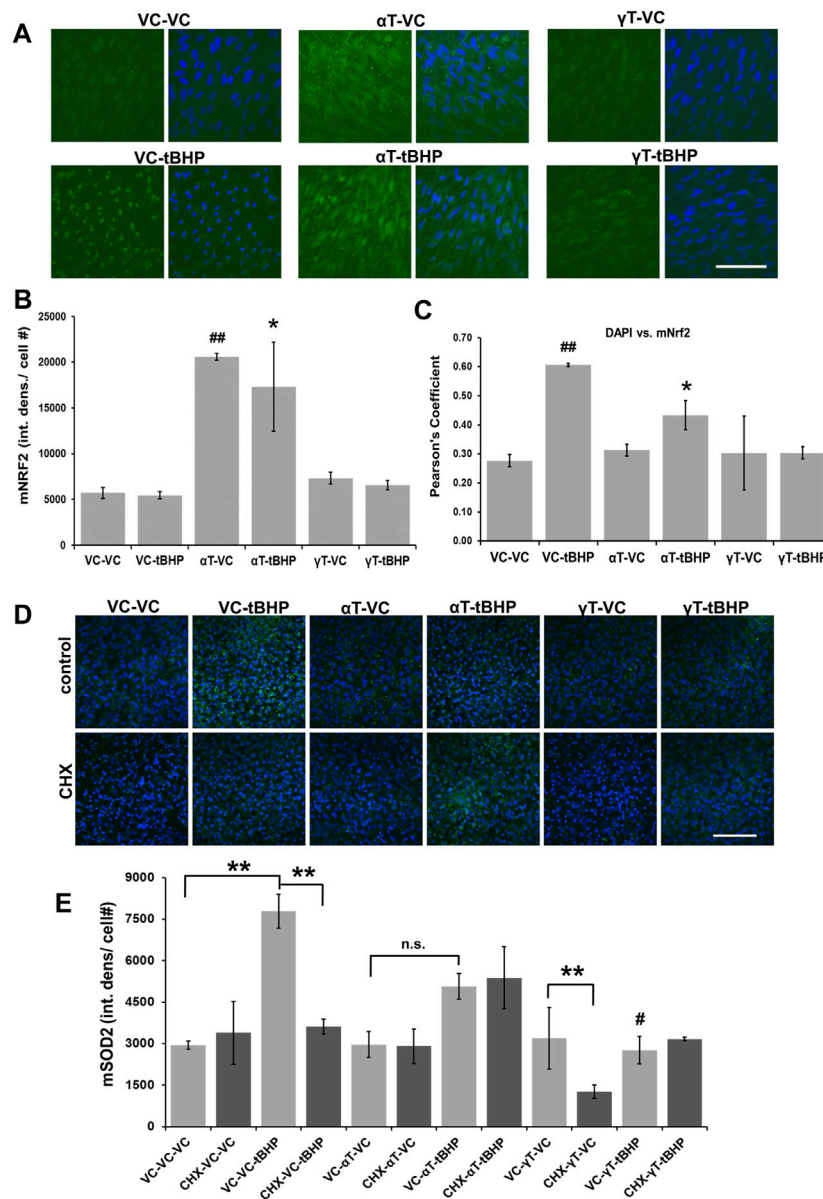 A
VC-VC αT-VC γT-VC
VC-tBHP αT-tBHP γT-tBHP
B
mNRF2 (int. dens./ cell #)
25000
20000
15000
10000
5000
0
##
*
VC-VC VC-tBHP αT-VC αT-tBHP γT-VC γT-tBHP
C
DAPI vs. mNrf2
Pearson's Coefficient
0.70
0.60
0.50
0.40
0.30
0.20
0.10
0.00
##
*
VC-VC VC-tBHP αT-VC αT-tBHP γT-VC γT-tBHP
D
VC-VC VC-tBHP αT-VC αT-tBHP γT-VC γT-tBHP
control
CHX
E
mSOD2 (int. dens/ cell#)
9000
7500
6000
4500
3000
1500
0
** **
n.s.
**
#
VC-VC-VC CHX-VC-VC VC-VC-tBHP CHX-VC-tBHP VC-αT-VC CHX-αT-VC VC-αT-tBHP CHX-αT-tBHP VC-γT-VC CHX-γT-VC VC-γT-tBHP CHX-γT-tBHP